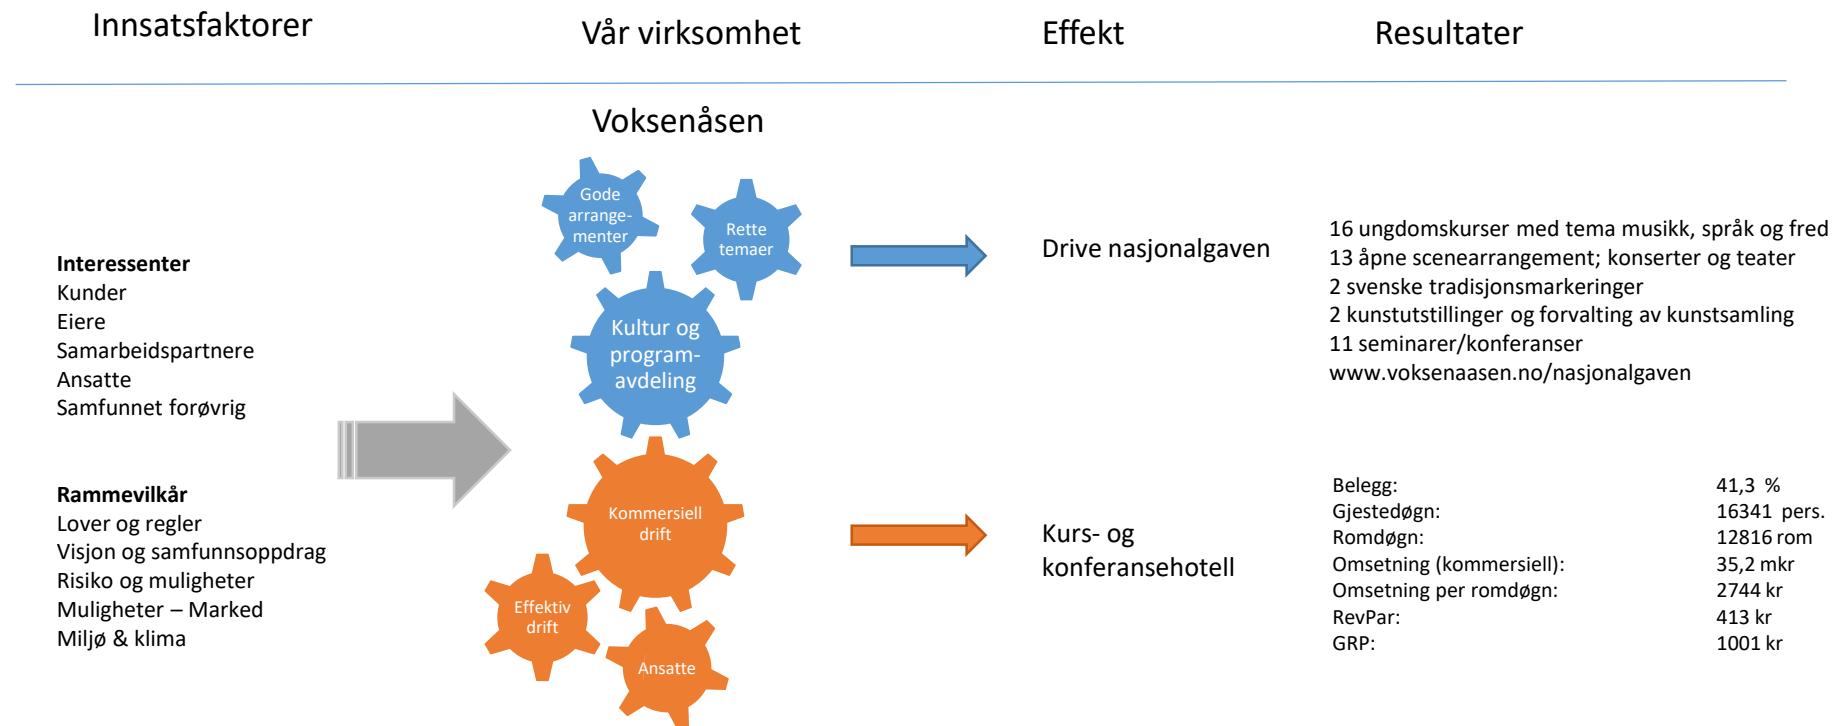 Innsatsfaktorer
Vår virksomhet
Effekt
Resultater
Voksenåsen
Interessenter
Kunder
Eiere
Samarbeidspartnere
Ansatte
Samfunnet forøvrig
Rammevilkår
Lover og regler
Visjon og samfunnsoppdrag
Risiko og muligheter
Muligheter – Marked
Miljø & klima
Gode
arrange-
menter
Rette
temaer
Kultur og
program-
avdeling
Kommersiell
drift
Effektiv
drift
Ansatte
Drive nasjonalgaven
Kurs- og
konferansehotell
16 ungdomskurser med tema musikk, språk og fred
13 åpne scenearrangement; konserter og teater
2 svenske tradisjonsmarkeringer
2 kunstutstillinger og forvalting av kunstsamling
11 seminarer/konferanser
www.voksenaasen.no/nasjonalgaven
Belegg: 41,3 %
Gjestedøgn: 16341 pers.
Romdøgn: 12816 rom
Omsetning (kommersiell): 35,2 mkr
Omsetning per romdøgn: 2744 kr
RevPar: 413 kr
GRP: 1001 kr